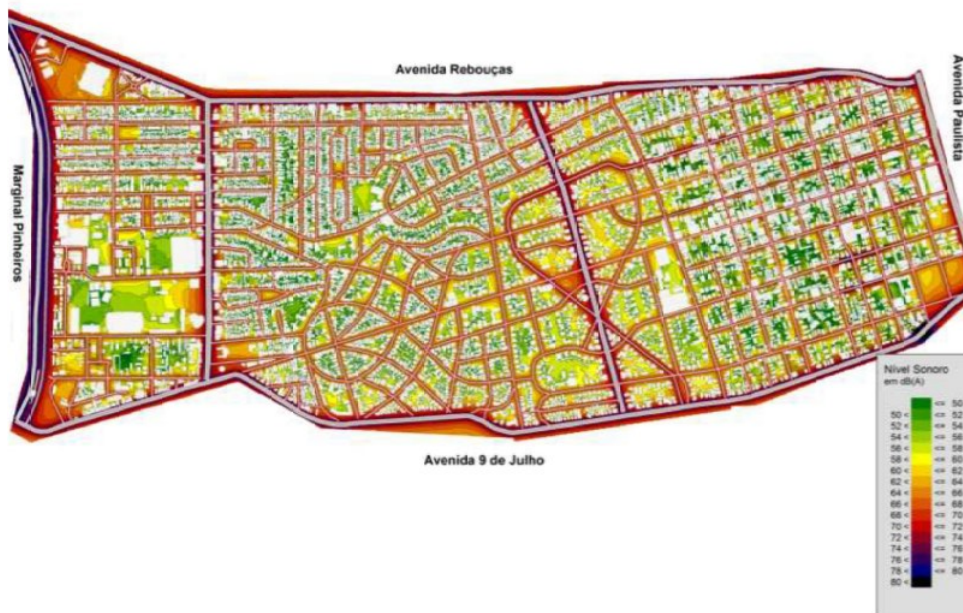 Avenida Rebouças
Avenida Paulista
Marginal Pinheiros
Avenida 9 de Julho
Nível Sonoro
em dB(A)
<= 50
50 < <= 52
52 < <= 54
54 < <= 56
56 < <= 58
58 < <= 60
60 < <= 62
62 < <= 64
64 < <= 66
66 < <= 68
68 < <= 70
70 < <= 72
72 < <= 74
74 < <= 76
76 < <= 78
78 < <= 80
80 <